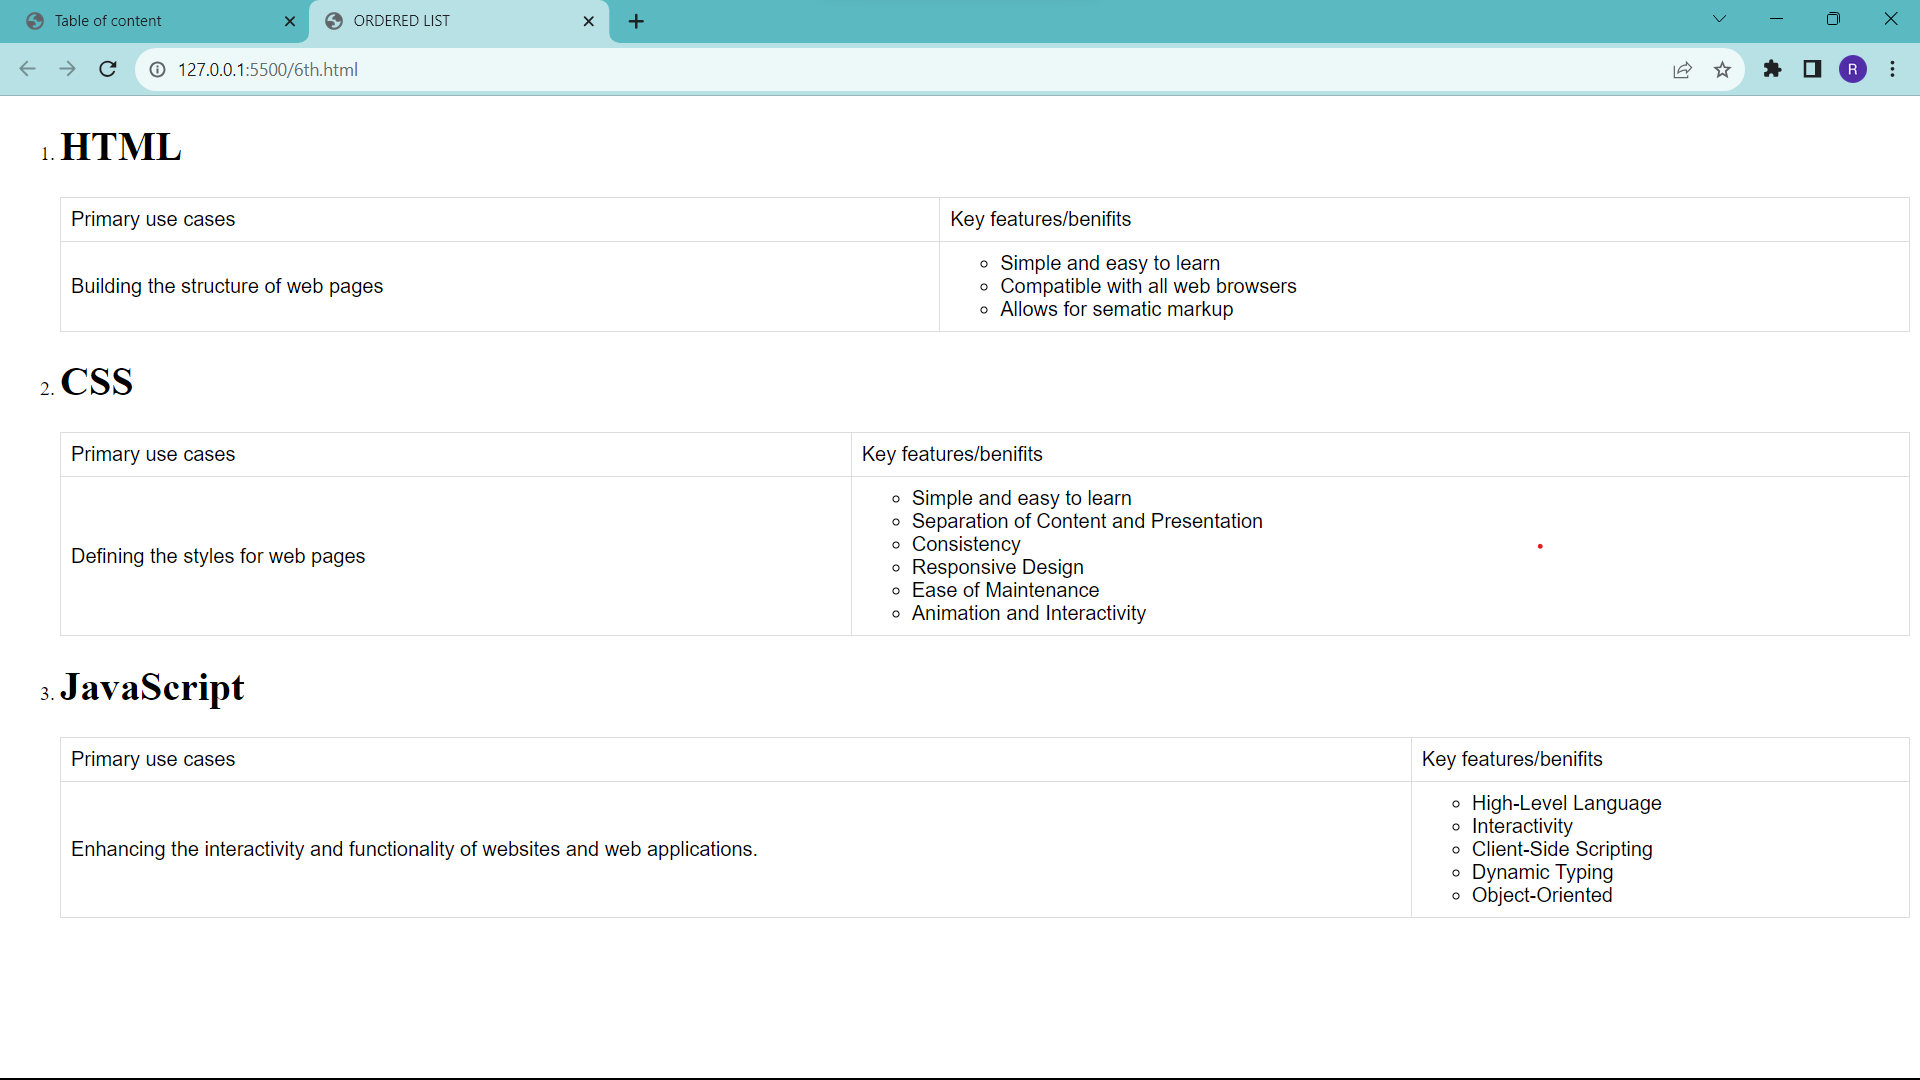 Table of content
ORDERED LIST
127.0.0.1:5500/6th.html
R
1. HTML
Primary use cases
Key features/benifits
Building the structure of web pages
Simple and easy to learn
Compatible with all web browsers
Allows for sematic markup
2. CSS
Primary use cases
Key features/benifits
Defining the styles for web pages
Simple and easy to learn
Separation of Content and Presentation
Consistency
Responsive Design
Ease of Maintenance
Animation and Interactivity
3. JavaScript
Primary use cases
Key features/benifits
Enhancing the interactivity and functionality of websites and web applications.
High-Level Language
Interactivity
Client-Side Scripting
Dynamic Typing
Object-Oriented